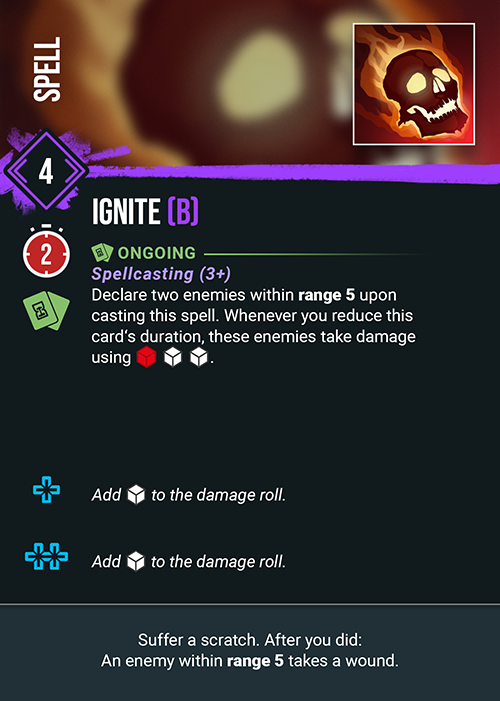 SPELL
4
IGNITE (B)
2
ONGOING
Spellcasting (3+)
Declare two enemies within range 5 upon
casting this spell. Whenever you reduce this
card's duration, these enemies take damage
using .
Add to the damage roll.
Add to the damage roll.
Suffer a scratch. After you did:
An enemy within range 5 takes a wound.